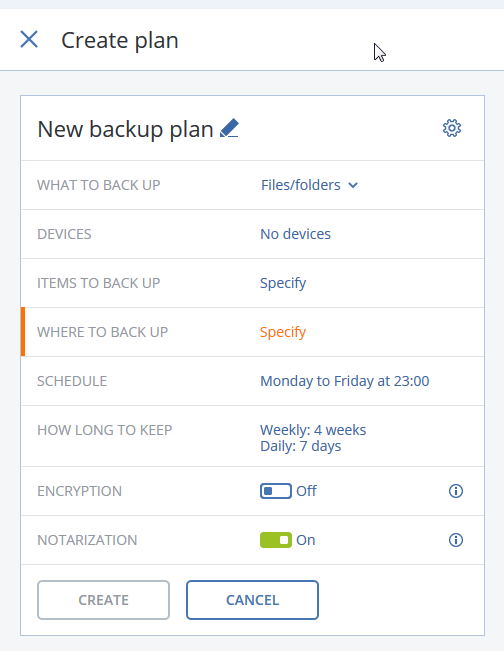 Create plan
New backup plan
WHAT TO BACK UP Files/folders
DEVICES No devices
ITEMS TO BACK UP Specify
WHERE TO BACK UP Specify
SCHEDULE Monday to Friday at 23:00
HOW LONG TO KEEP Weekly: 4 weeks
Daily: 7 days
ENCRYPTION Off
NOTARIZATION On
CREATE CANCEL